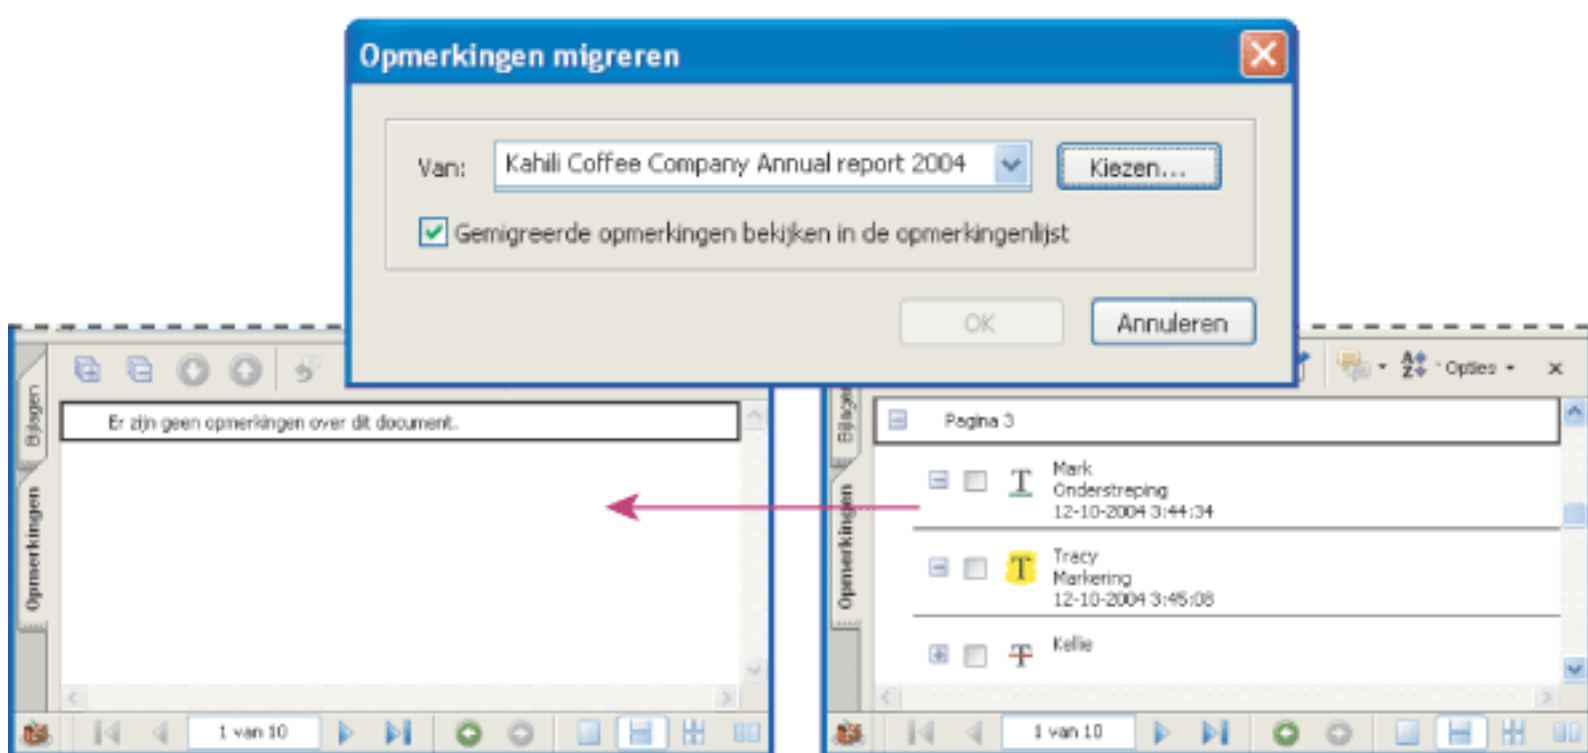 Opmerkingen migreren
Van:
Kahili Coffee Company Annual report 2004
Kiezen...
Gemigreerde opmerkingen bekijken in de opmerkingenlijst
OK
Annuleren
Bijlagen
Opmerkingen
Er zijn geen opmerkingen over dit document.
1 van 10
A
Z
Opties
Bijlagen
Opmerkingen
Pagina 3
T
Mark
Onderstreping
12-10-2004 3:44:34
T
Tracy
Markering
12-10-2004 3:45:08
T
Kellie
1 van 10